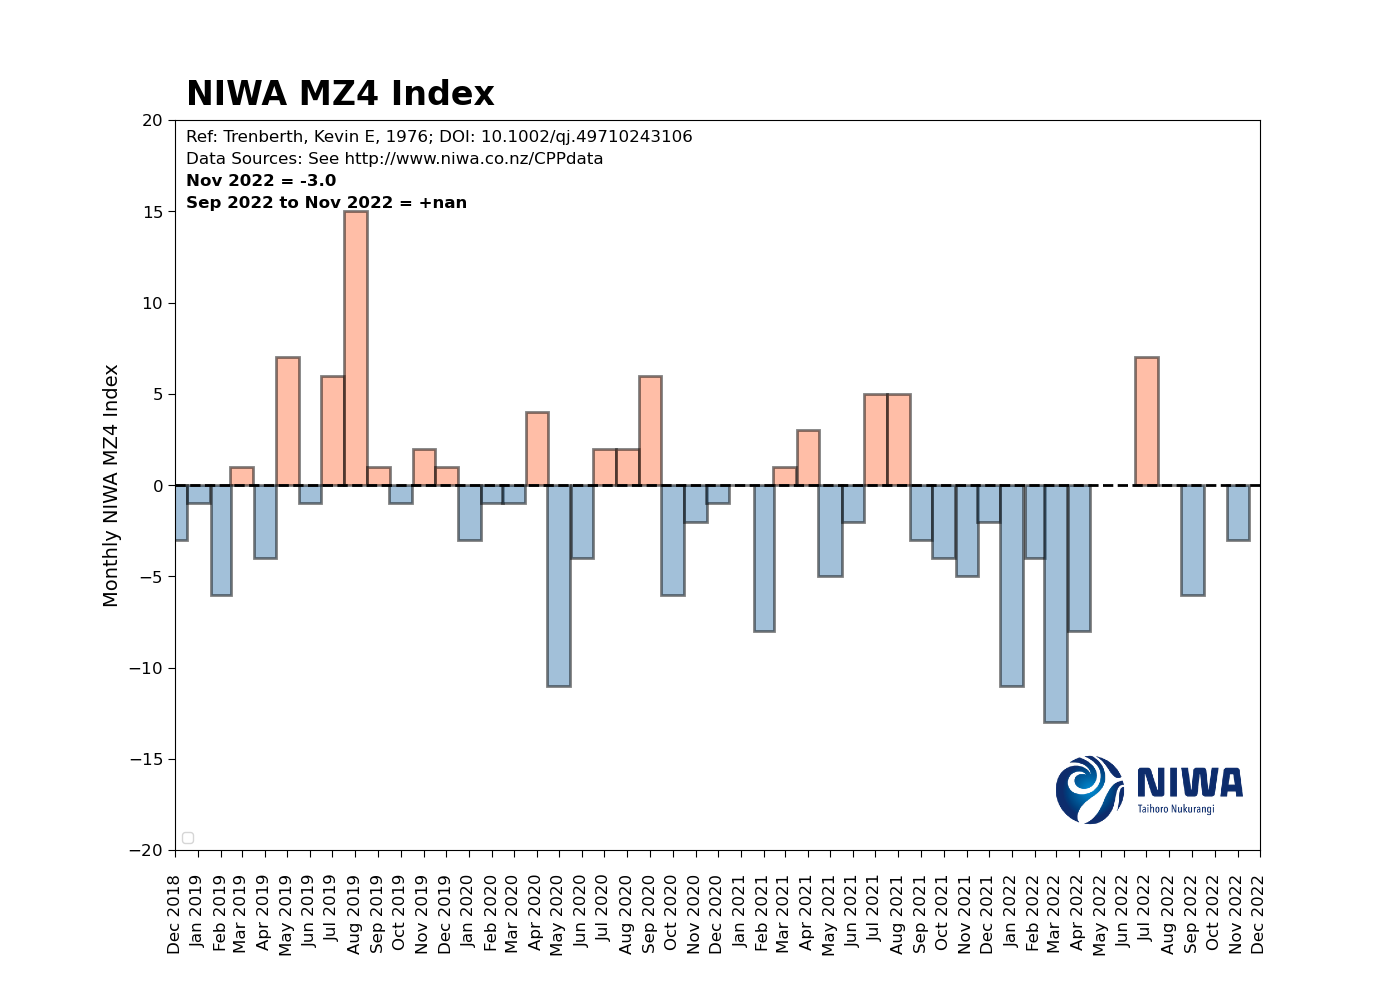 NIWA MZ4 Index
Ref: Trenberth, Kevin E, 1976; DOI: 10.1002/qj.49710243106
Data Sources: See http://www.niwa.co.nz/CPPdata
Nov 2022 = -3.0
Sep 2022 to Nov 2022 = +nan
20
15
10
5
0
−5
−10
−15
−20
Monthly NIWA MZ4 Index
NIWA
Taihoro Nukurangi
Dec 2018
Jan 2019
Feb 2019
Mar 2019
Apr 2019
May 2019
Jun 2019
Jul 2019
Aug 2019
Sep 2019
Oct 2019
Nov 2019
Dec 2019
Jan 2020
Feb 2020
Mar 2020
Apr 2020
May 2020
Jun 2020
Jul 2020
Aug 2020
Sep 2020
Oct 2020
Nov 2020
Dec 2020
Jan 2021
Feb 2021
Mar 2021
Apr 2021
May 2021
Jun 2021
Jul 2021
Aug 2021
Sep 2021
Oct 2021
Nov 2021
Dec 2021
Jan 2022
Feb 2022
Mar 2022
Apr 2022
May 2022
Jun 2022
Jul 2022
Aug 2022
Sep 2022
Oct 2022
Nov 2022
Dec 2022